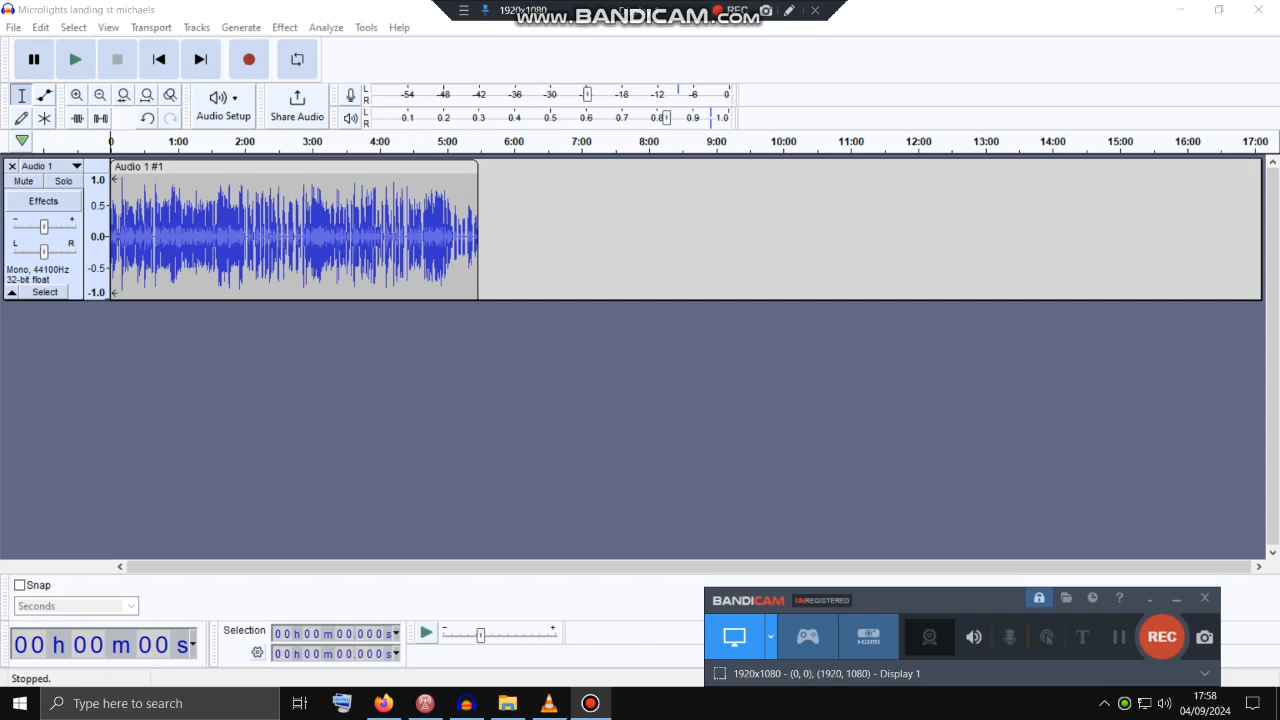 Microlights landing st michaels
1920x1080
REC
www.BANDICAM.com
File Edit Select View Transport Tracks Generate Effect Analyze Tools Help
L R -54 -48 -42 -36 -30 -18 -12 -6 0
Audio Setup
Share Audio
L R 0.1 0.2 0.3 0.4 0.5 0.6 0.7 0.8 0.9 1.0
0 1:00 2:00 3:00 4:00 5:00 6:00 7:00 8:00 9:00 10:00 11:00 12:00 13:00 14:00 15:00 16:00 17:00
Audio 1
Audio 1 #1
Mute Solo
Effects
- +
L R
Mono, 44100Hz
32-bit float
Select
1.0
0.5
0.0
-0.5
-1.0
Snap
Seconds
00 h 00 m 00 s
Selection
00 h 00 m 00.000 s
00 h 00 m 00.000 s
- +
Stopped.
BANDICAM UNREGISTERED
HDMI
REC
1920x1080 - (0, 0), (1920, 1080) - Display 1
Type here to search
17:58
04/09/2024